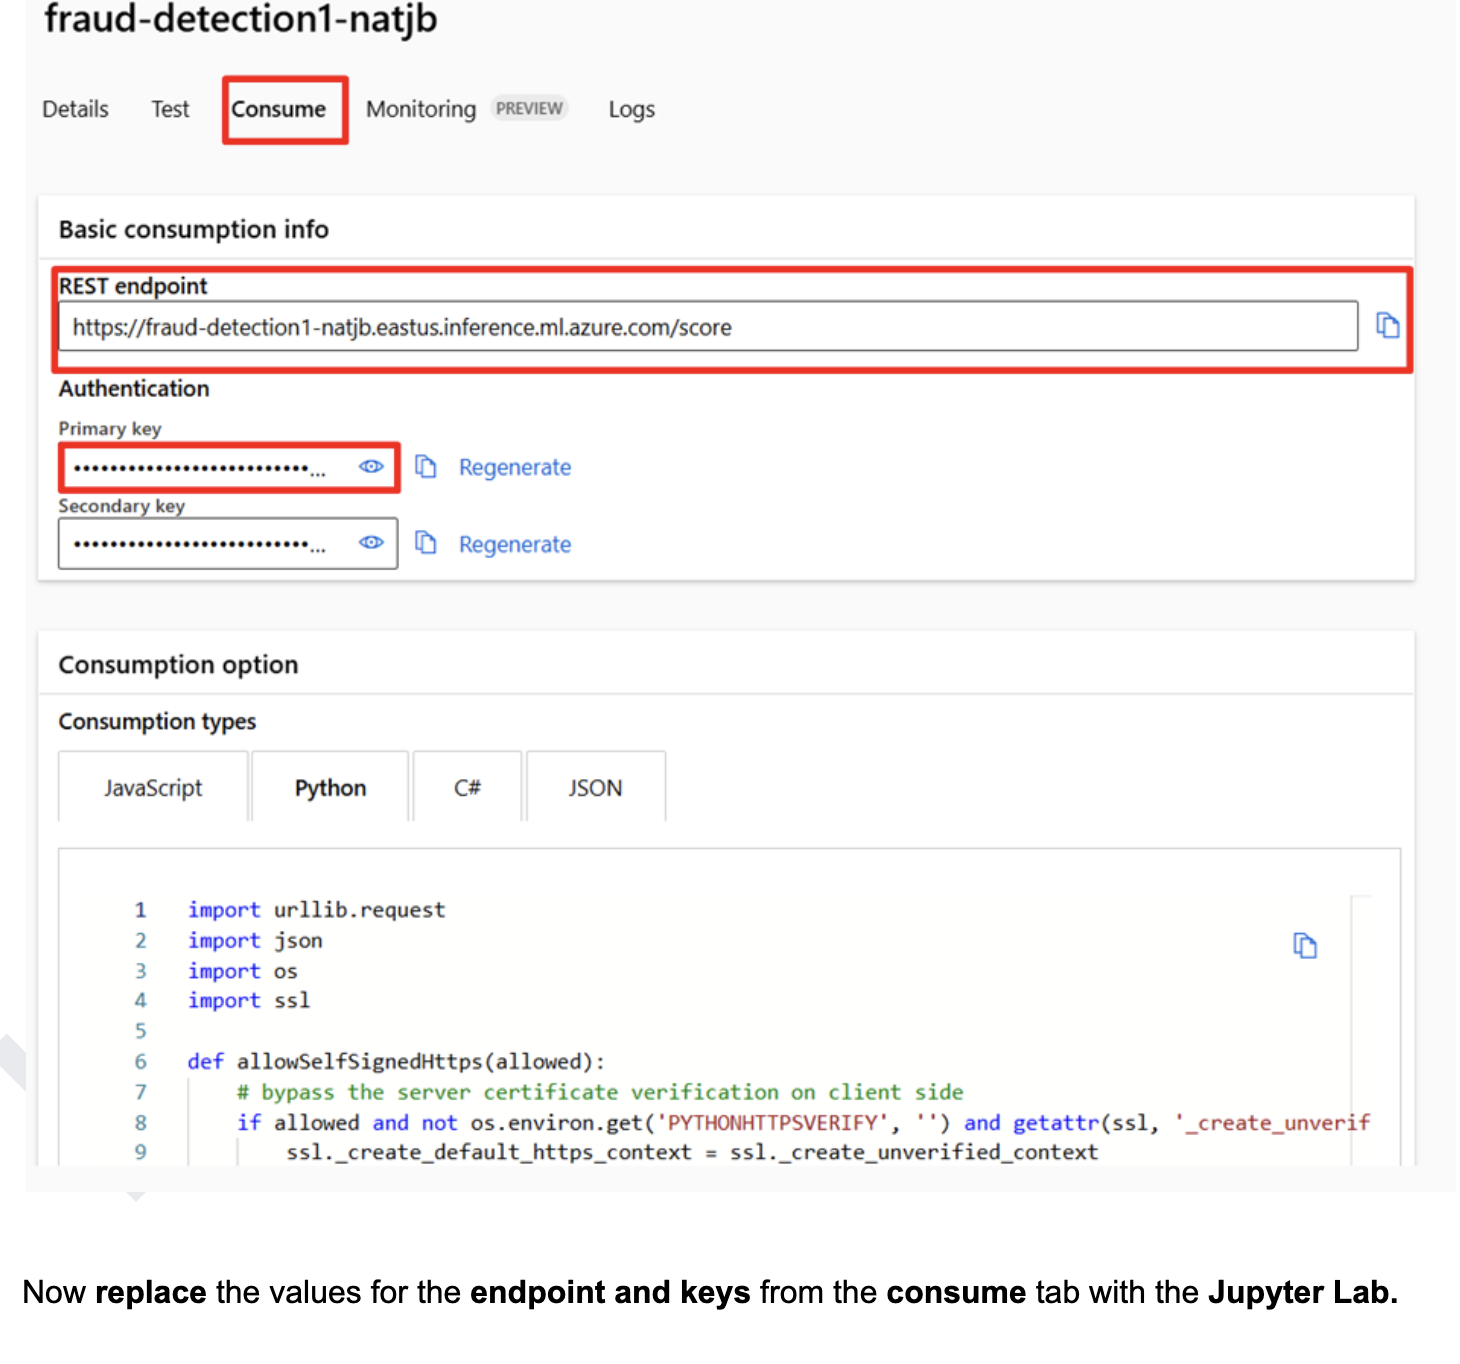 fraud-detection1-natjb
Details Test Consume Monitoring PREVIEW Logs
Basic consumption info
REST endpoint
https://fraud-detection1-natjb.eastus.inference.ml.azure.com/score
Authentication
Primary key
••••••••••••••••••••••••••... Regenerate
Secondary key
••••••••••••••••••••••••••... Regenerate
Consumption option
Consumption types
JavaScript Python C# JSON
1 import urllib.request
2 import json
3 import os
4 import ssl
5
6 def allowSelfSignedHttps(allowed):
7 # bypass the server certificate verification on client side
8 if allowed and not os.environ.get('PYTHONHTTPSVERIFY', '') and getattr(ssl, '_create_unverif
9 ssl._create_default_https_context = ssl._create_unverified_context
Now replace the values for the endpoint and keys from the consume tab with the Jupyter Lab.